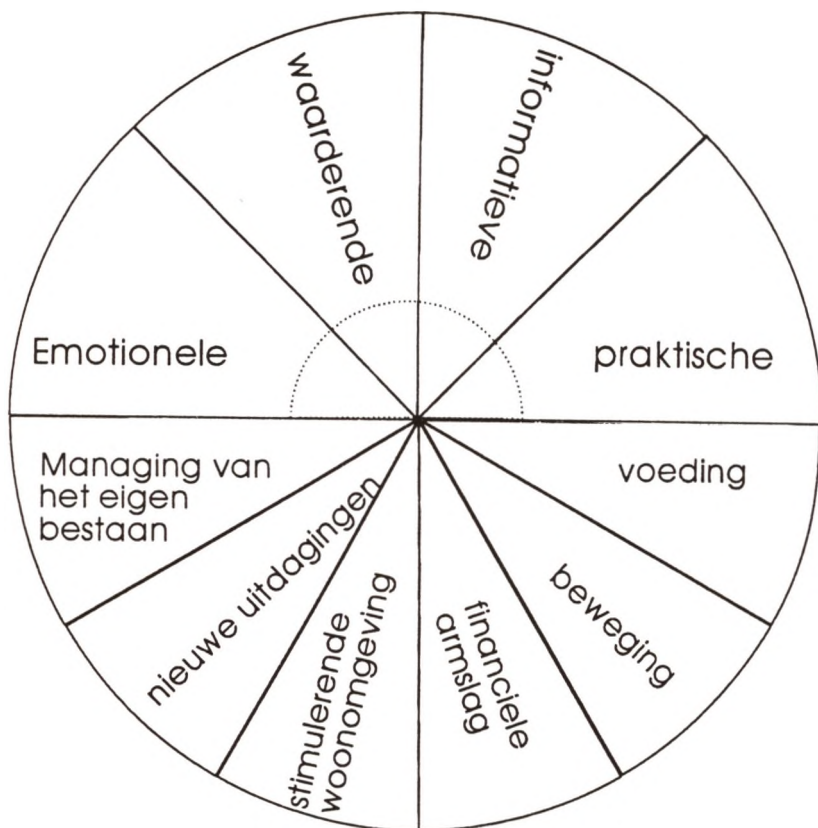 waarderende
informatieve
Emotionele
praktische
Managing van
het eigen
bestaan
voeding
nieuwe uitdagingen
beweging
stimulerende
woonomgeving
financiele
armslag